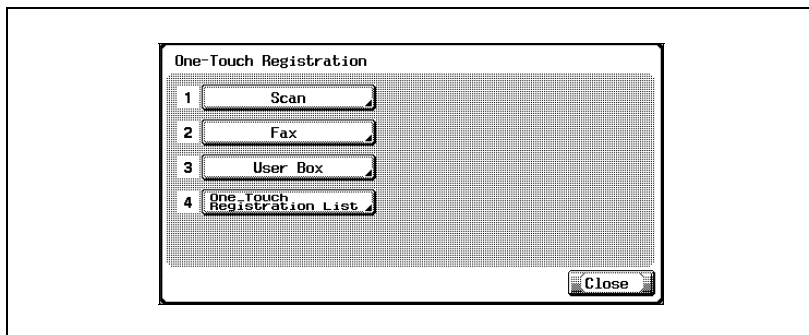 One-Touch Registration
1 Scan
2 Fax
3 User Box
4 One-Touch
Registration List
Close